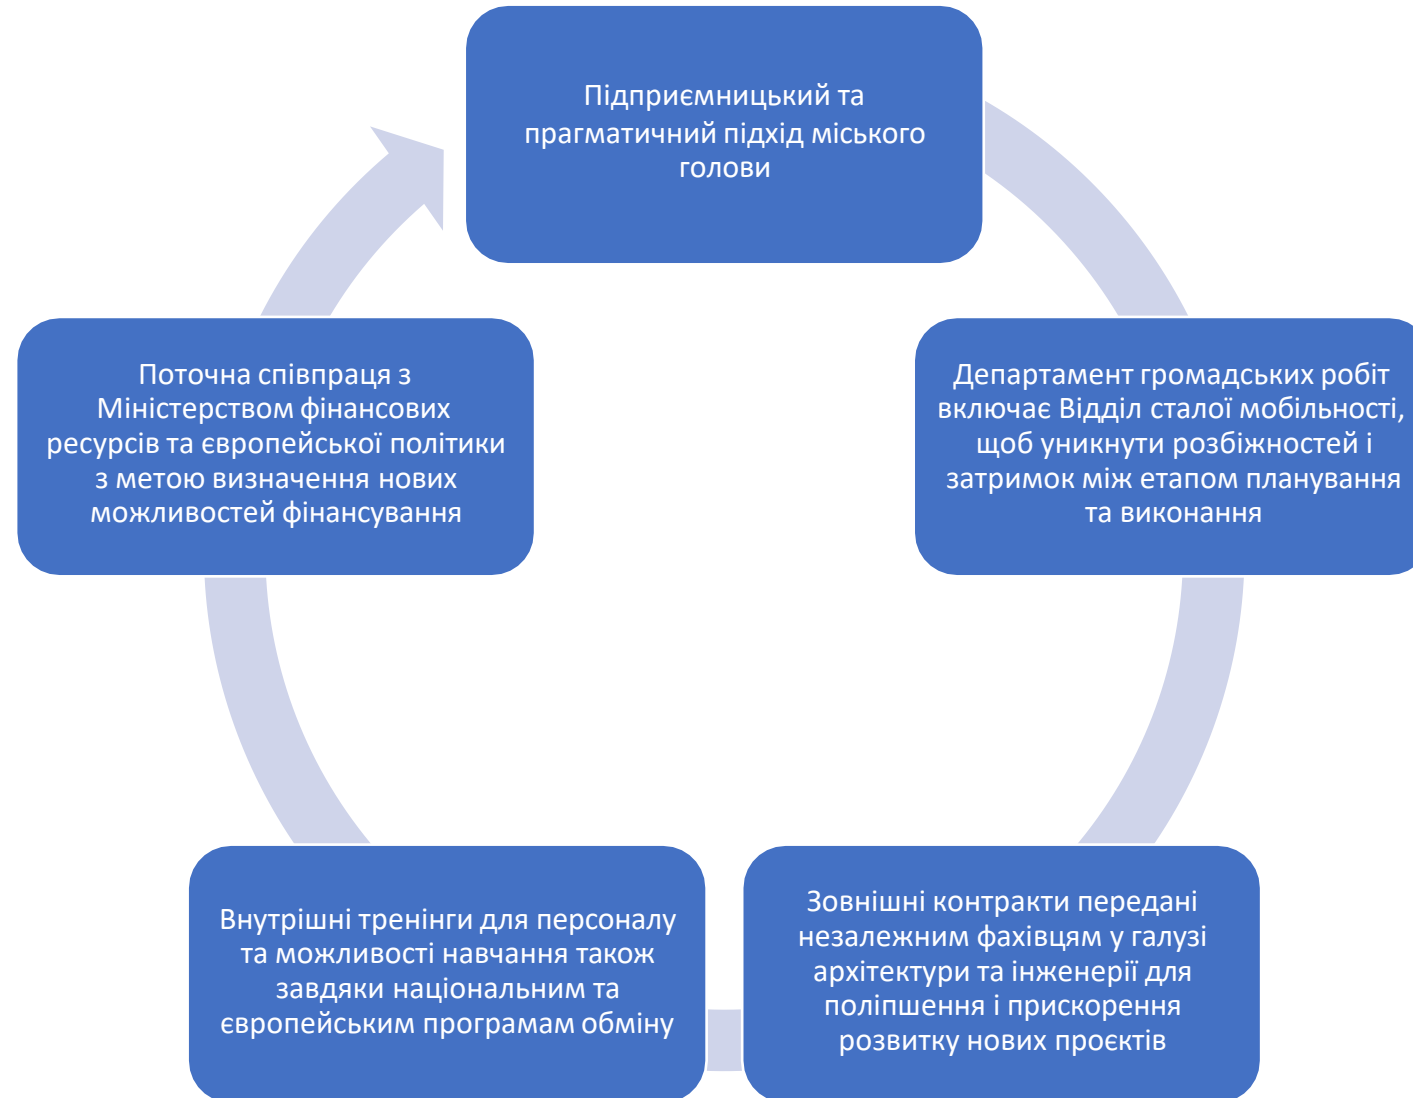 Підприємницький та
прагматичний підхід міського
голови
Департамент громадських робіт
включає Відділ сталої мобільності,
щоб уникнути розбіжностей і
затримок між етапом планування
та виконання
Зовнішні контракти передані
незалежним фахівцям у галузі
архітектури та інженерії для
поліпшення і прискорення
розвитку нових проєктів
Внутрішні тренінги для персоналу
та можливості навчання також
завдяки національним та
європейським програмам обміну
Поточна співпраця з
Міністерством фінансових
ресурсів та європейської політики
з метою визначення нових
можливостей фінансування